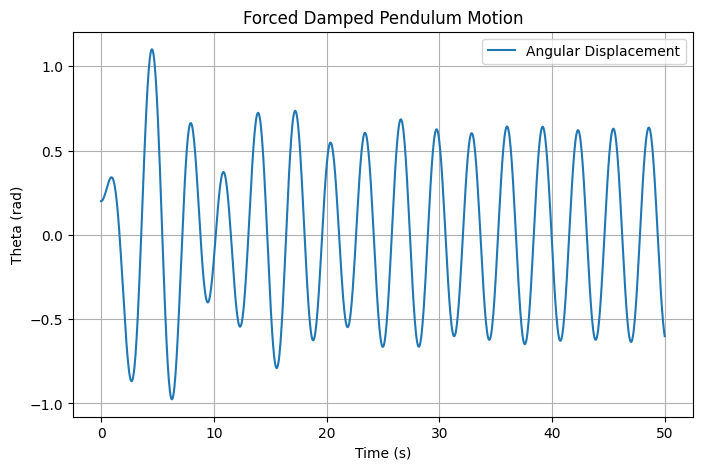 Forced Damped Pendulum Motion
Angular Displacement
Theta (rad)
1.0
0.5
0.0
−0.5
−1.0
0 10 20 30 40 50
Time (s)